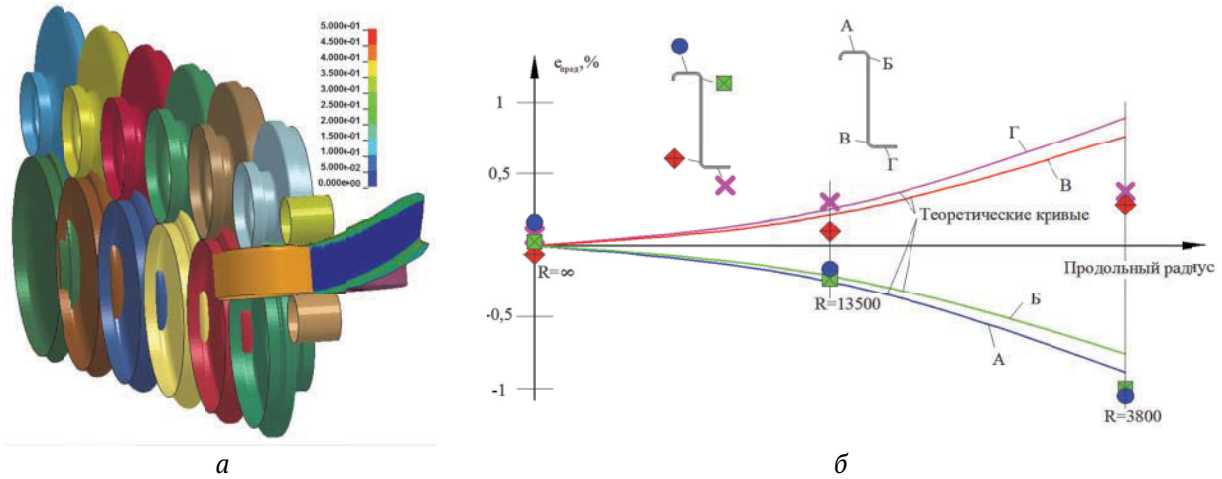 5.000e-01
4.500e-01
4.000e-01
3.500e-01
3.000e-01
2.500e-01
2.000e-01
1.500e-01
1.000e-01
5.000e-02
0.000e+00
а
eпрод,%
1
0,5
-0,5
-1
А
Б
В
Г
Г
В
Теоретические кривые
R=∞
Продольный радиус
R=13500
Б
А
R=3800
б